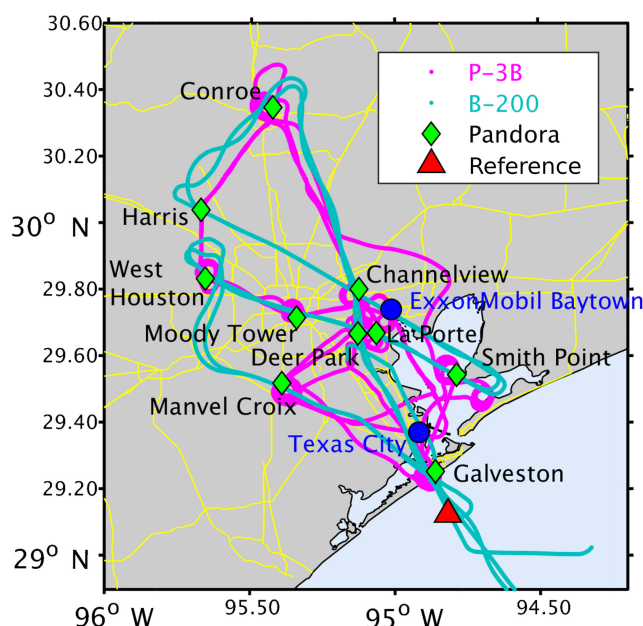 30.60
30.40
30.20
30° N
29.80
29.60
29.40
29.20
29° N
96° W
95.50
95° W
94.50
P-3B
B-200
Pandora
Reference
Conroe
Harris
West
Houston
Channelview
ExxonMobil Baytown
Moody Tower
La Porte
Deer Park
Smith Point
Manvel Croix
Texas City
Galveston